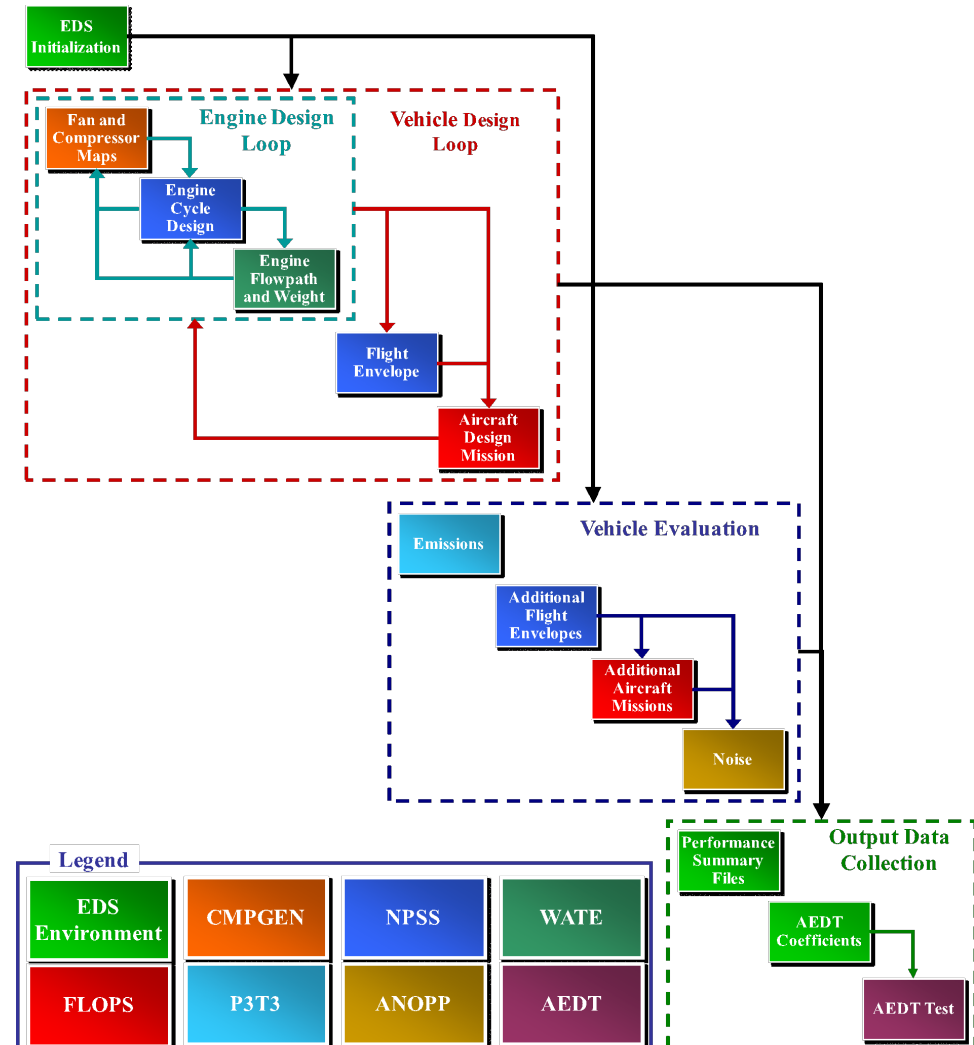 EDS
Initialization
Engine Design
Loop
Vehicle Design
Loop
Fan and
Compressor
Maps
Engine
Cycle
Design
Engine
Flowpath
and Weight
Flight
Envelope
Aircraft
Design
Mission
Vehicle Evaluation
Emissions
Additional
Flight
Envelopes
Additional
Aircraft
Missions
Noise
Output Data
Collection
Performance
Summary
Files
AEDT
Coefficients
AEDT Test
Legend
EDS
Environment
CMPGEN
NPSS
WATE
FLOPS
P3T3
ANOPP
AEDT